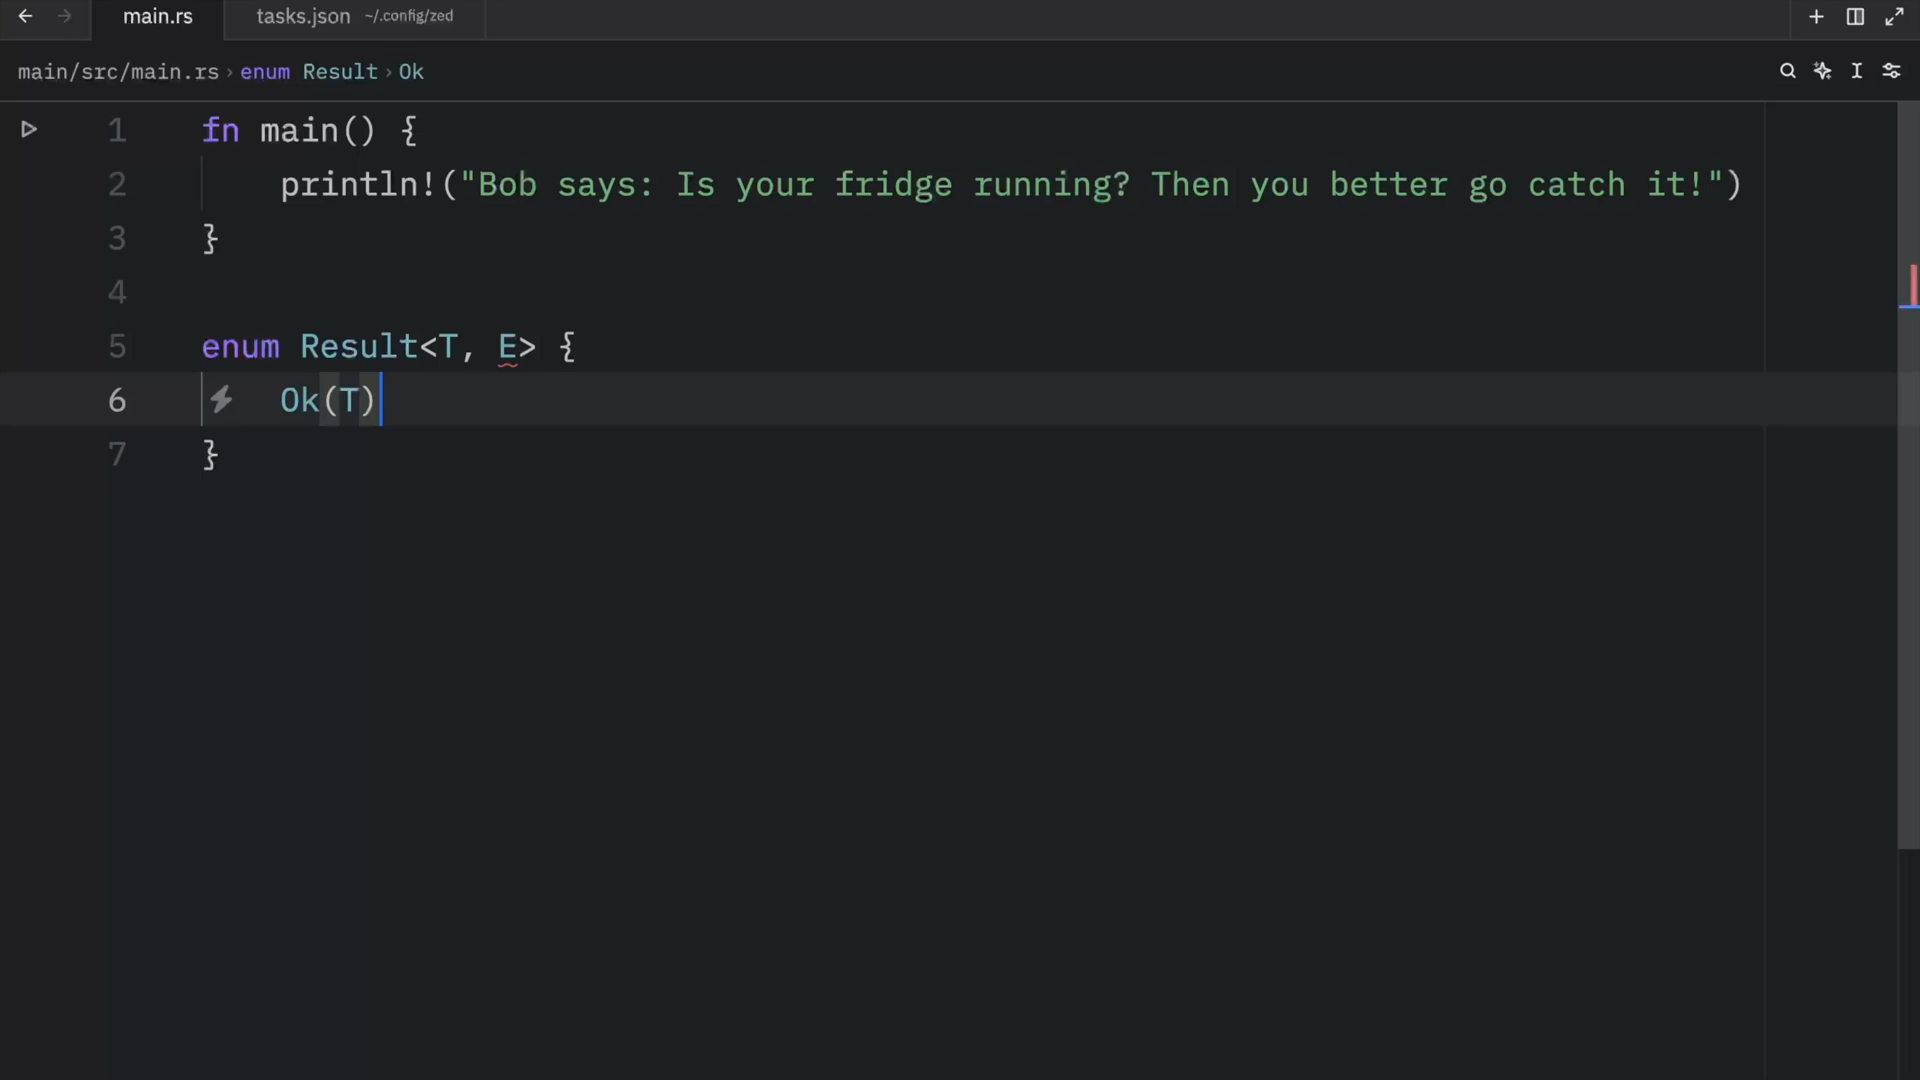 main.rs
tasks.json ~/.config/zed
main/src/main.rs › enum Result › Ok
1 fn main() {
2 println!("Bob says: Is your fridge running? Then you better go catch it!")
3 }
4
5 enum Result<T, E> {
6 Ok(T)
7 }